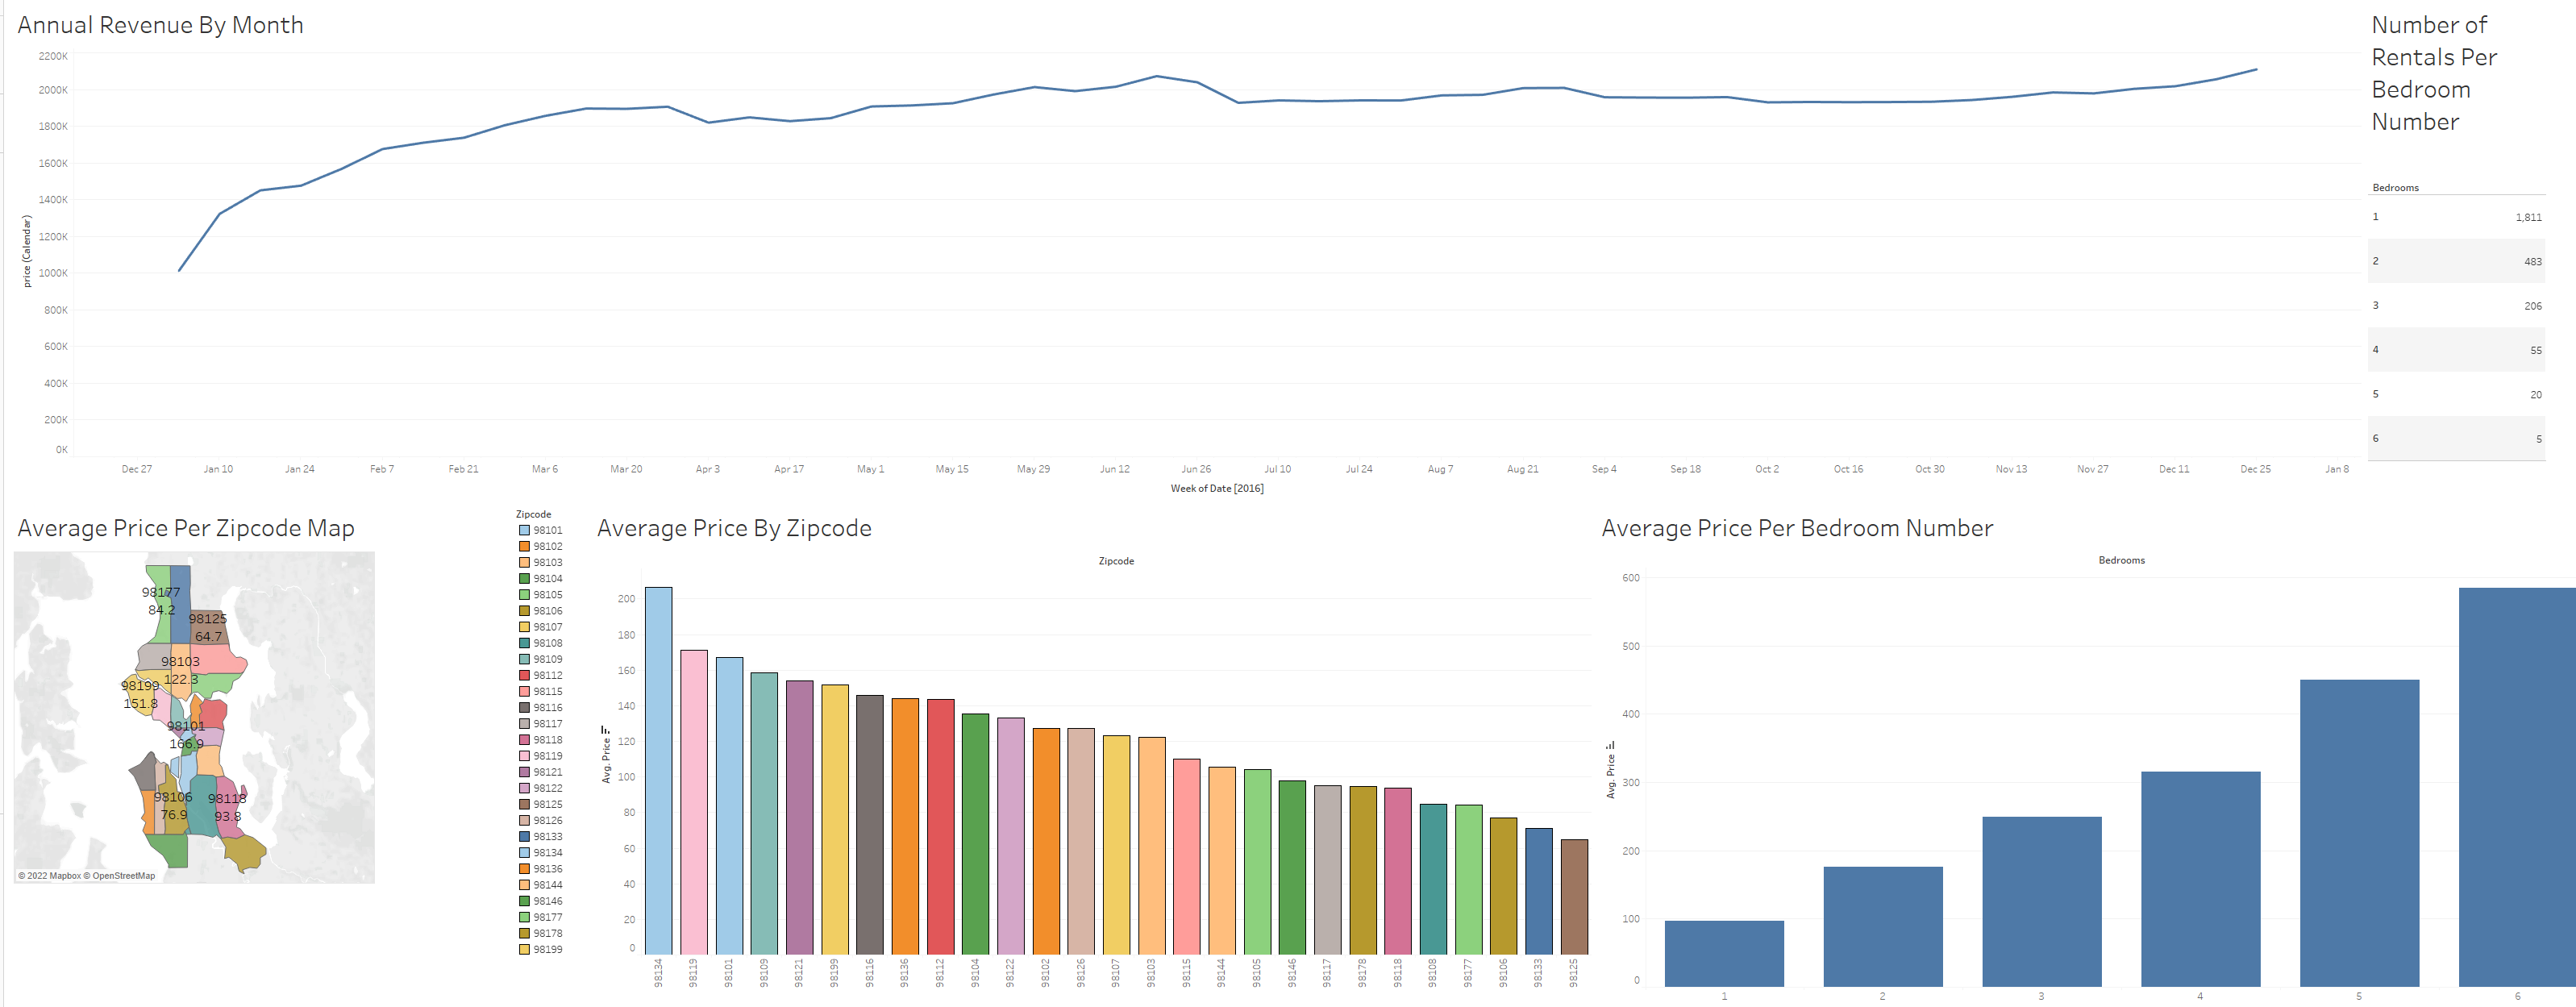 Annual Revenue By Month
2200K
2000K
1800K
1600K
1400K
1200K
1000K
800K
600K
400K
200K
0K
price (Calendar)
Dec 27 Jan 10 Jan 24 Feb 7 Feb 21 Mar 6 Mar 20 Apr 3 Apr 17 May 1 May 15 May 29 Jun 12 Jun 26 Jul 10 Jul 24 Aug 7 Aug 21 Sep 4 Sep 18 Oct 2 Oct 16 Oct 30 Nov 13 Nov 27 Dec 11 Dec 25 Jan 8
Week of Date [2016]
Number of
Rentals Per
Bedroom
Number
Bedrooms
1 1,811
2 483
3 206
4 55
5 20
6 5
Average Price Per Zipcode Map
98177
84.2
98125
64.7
98103
122.3
98199
151.8
98101
166.9
98106
76.9
98118
93.8
© 2022 Mapbox © OpenStreetMap
Zipcode
98101
98102
98103
98104
98105
98106
98107
98108
98109
98112
98115
98116
98117
98118
98119
98121
98122
98125
98126
98133
98134
98136
98144
98146
98177
98178
98199
Average Price By Zipcode
Zipcode
200
180
160
140
120
100
80
60
40
20
0
Avg. Price
98134 98119 98101 98109 98121 98199 98116 98136 98112 98104 98122 98102 98126 98107 98103 98115 98144 98105 98146 98117 98178 98118 98108 98177 98106 98133 98125
Average Price Per Bedroom Number
Bedrooms
600
500
400
300
200
100
0
Avg. Price
1 2 3 4 5 6